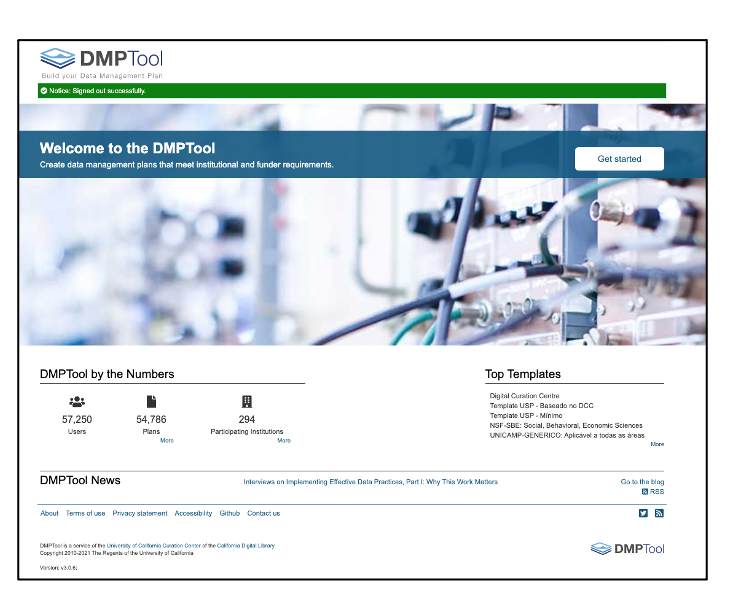 DMPTool
Build your Data Management Plan
Notice: Signed out successfully.
Welcome to the DMPTool
Create data management plans that meet institutional and funder requirements.
Get started
DMPTool by the Numbers
57,250
Users
54,786
Plans
More
294
Participating Institutions
More
Top Templates
Digital Curation Centre
Template USP - Baseado no DCC
Template USP - Mínimo
NSF-SBE: Social, Behavioral, Economic Sciences
UNICAMP-GENERICO: Aplicável a todas as áreas
More
DMPTool News
Interviews on Implementing Effective Data Practices, Part I: Why This Work Matters
Go to the blog
RSS
About Terms of use Privacy statement Accessibility Github Contact us
DMPTool is a service of the University of California Curation Center of the California Digital Library
Copyright 2010-2021 The Regents of the University of California
DMPTool
Version: v3.0.6;